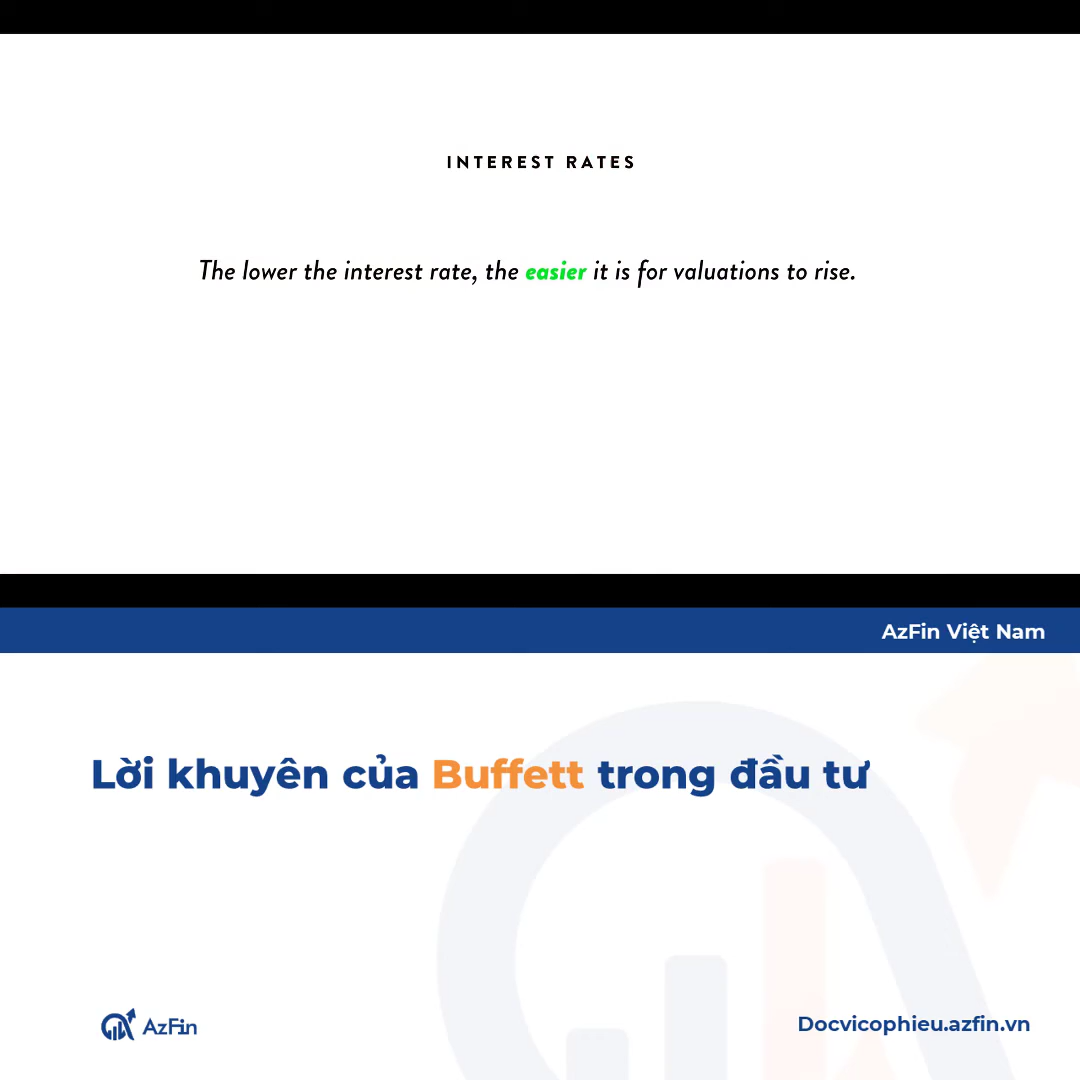 INTEREST RATES
The lower the interest rate, the easier it is for valuations to rise.
AzFin Việt Nam
Lời khuyên của Buffett trong đầu tư
AzFin
Docvicophieu.azfin.vn